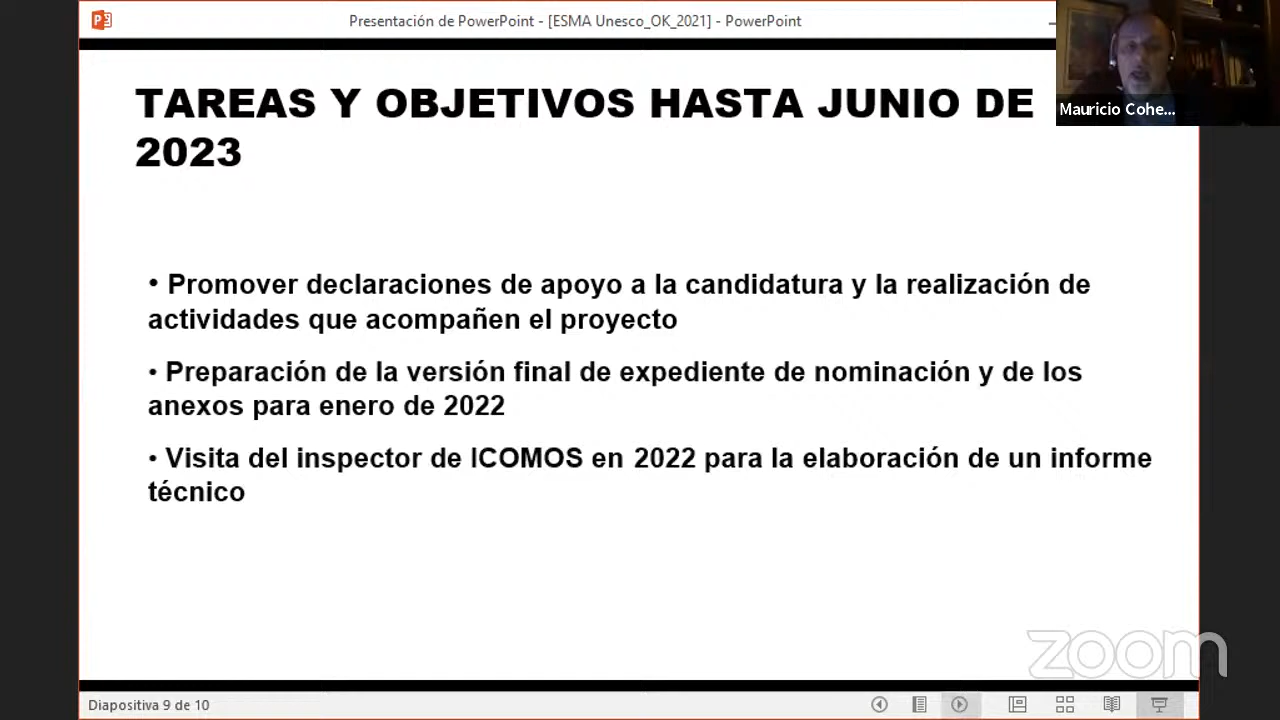 Presentación de PowerPoint - [ESMA Unesco_OK_2021] - PowerPoint
Mauricio Cohe...
TAREAS Y OBJETIVOS HASTA JUNIO DE
2023
• Promover declaraciones de apoyo a la candidatura y la realización de
actividades que acompañen el proyecto
• Preparación de la versión final de expediente de nominación y de los
anexos para enero de 2022
• Visita del inspector de ICOMOS en 2022 para la elaboración de un informe
técnico
zoom
Diapositiva 9 de 10